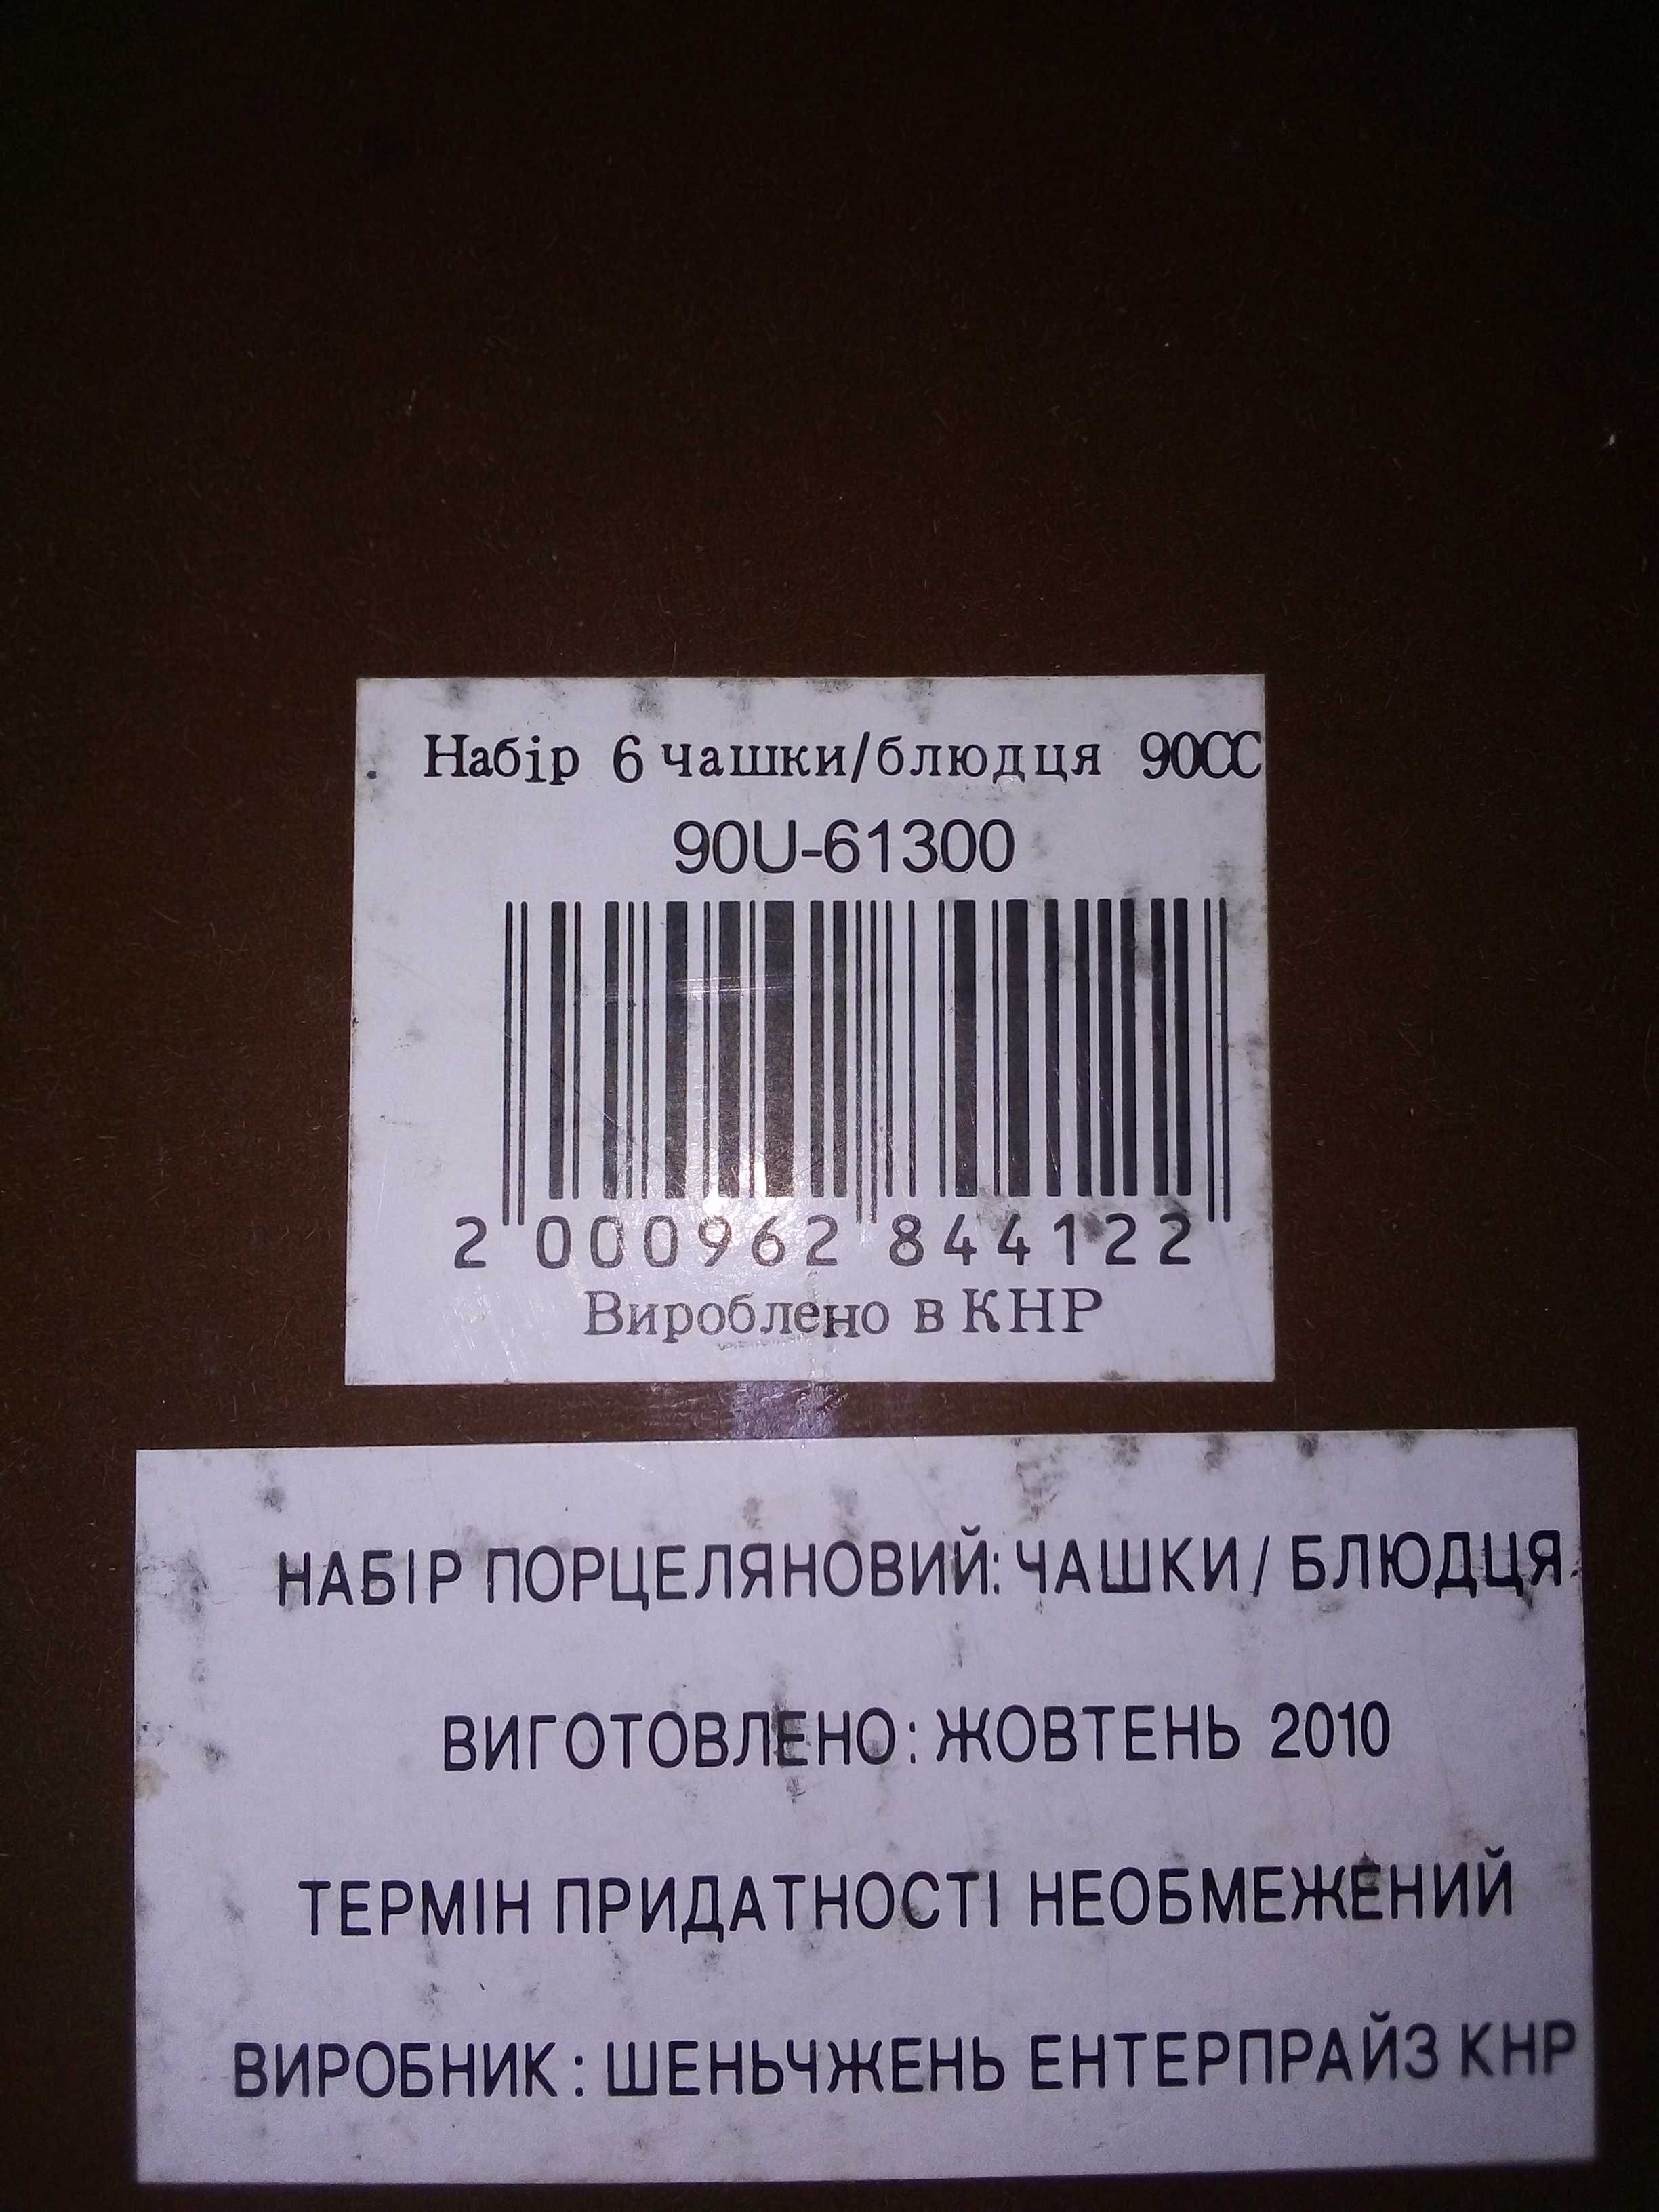 Набір 6 чашки/блюдця 90CC
90U-61300
2 000962 844122
Вироблено в КНР
НАБІР ПОРЦЕЛЯНОВИЙ: ЧАШКИ/ БЛЮДЦЯ.
ВИГОТОВЛЕНО: ЖОВТЕНЬ 2010
ТЕРМІН ПРИДАТНОСТІ НЕОБМЕЖЕНИЙ
ВИРОБНИК: ШЕНЬЧЖЕНЬ ЕНТЕРПРАЙЗ КНР